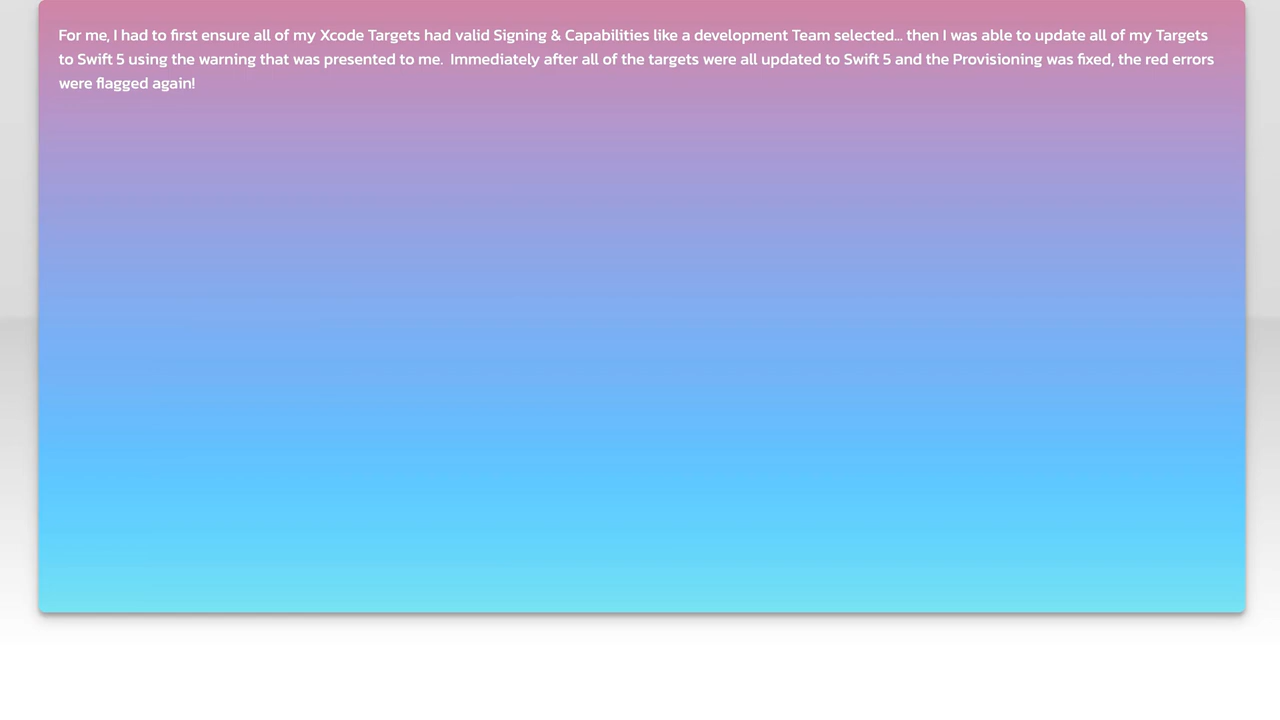 For me, I had to first ensure all of my Xcode Targets had valid Signing & Capabilities like a development Team selected... then I was able to update all of my Targets
to Swift 5 using the warning that was presented to me.  Immediately after all of the targets were all updated to Swift 5 and the Provisioning was fixed, the red errors
were flagged again!